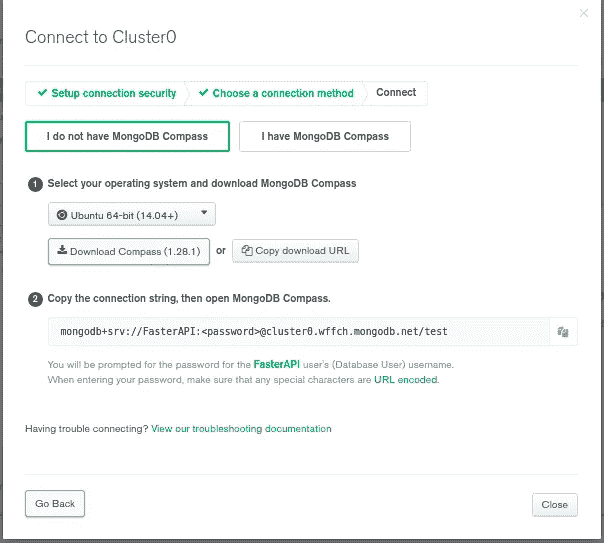 Connect to Cluster0
Setup connection security Choose a connection method Connect
I do not have MongoDB Compass I have MongoDB Compass
1 Select your operating system and download MongoDB Compass
Ubuntu 64-bit (14.04+)
Download Compass (1.28.1) or Copy download URL
2 Copy the connection string, then open MongoDB Compass.
mongodb+srv://FasterAPI:<password>@cluster0.wffch.mongodb.net/test
You will be prompted for the password for the FasterAPI user's (Database User) username.
When entering your password, make sure that any special characters are URL encoded.
Having trouble connecting? View our troubleshooting documentation
Go Back Close